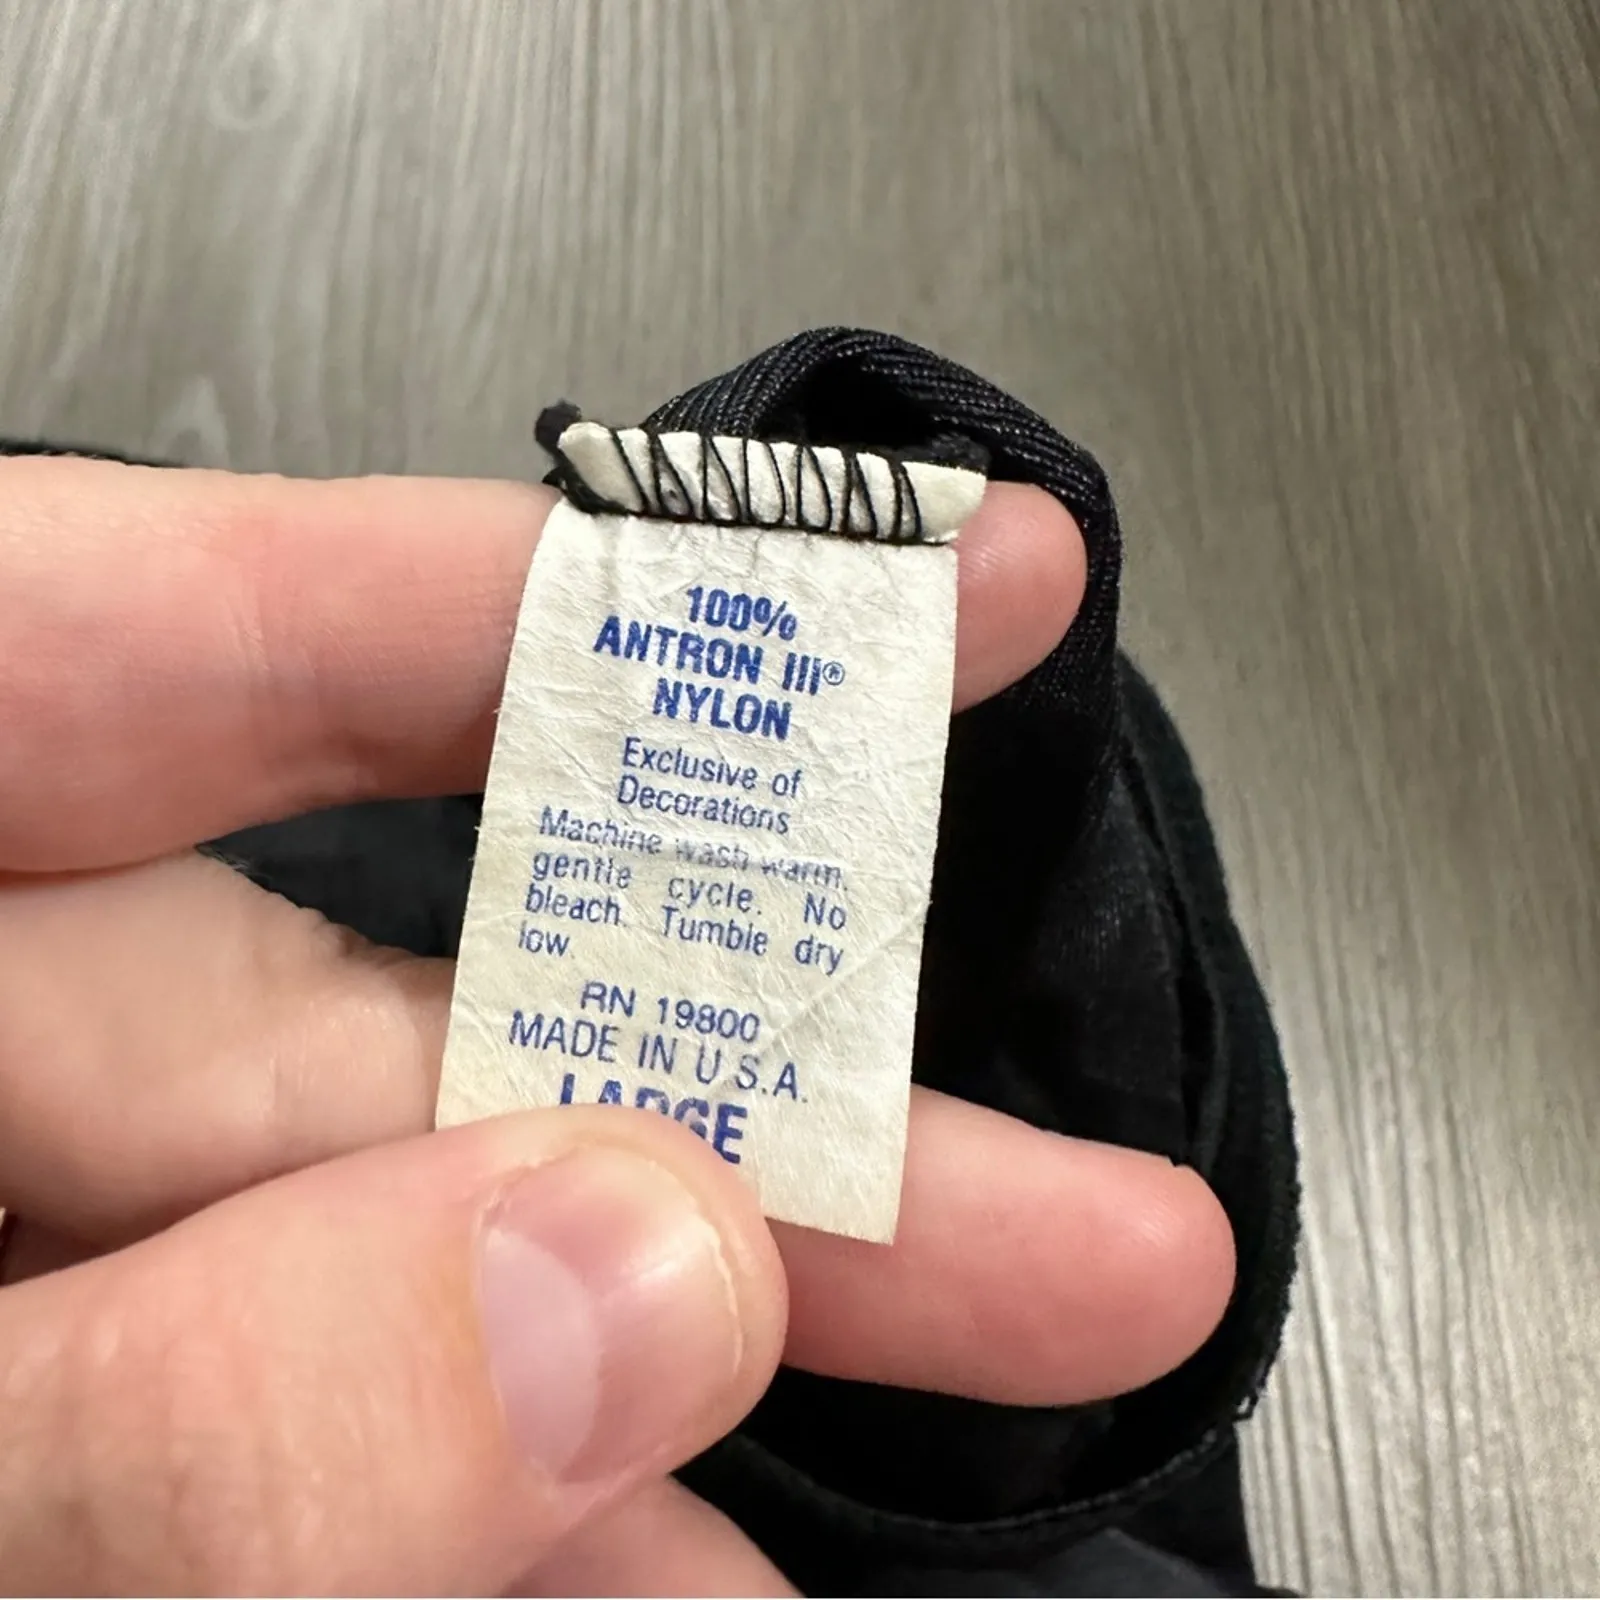 100%
ANTRON III®
NYLON
Exclusive of
Decorations
Machine wash warm.
gentle cycle. No
bleach. Tumble dry
low.
RN 19800
MADE IN U.S.A.
LARGE